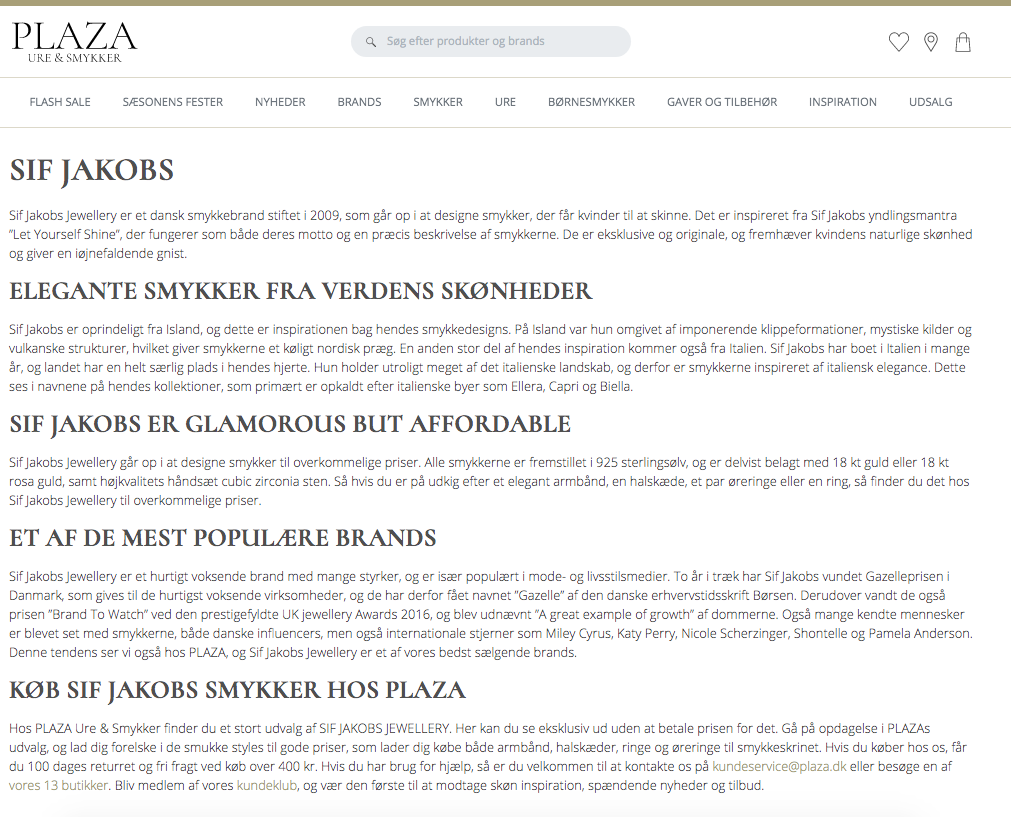 PLAZA
URE & SMYKKER
Søg efter produkter og brands
FLASH SALE SÆSONENS FESTER NYHEDER BRANDS SMYKKER URE BØRNESMYKKER GAVER OG TILBEHØR INSPIRATION UDSALG
SIF JAKOBS
Sif Jakobs Jewellery er et dansk smykkebrand stiftet i 2009, som går op i at designe smykker, der får kvinder til at skinne. Det er inspireret fra Sif Jakobs yndlingsmantra
"Let Yourself Shine", der fungerer som både deres motto og en præcis beskrivelse af smykkerne. De er eksklusive og originale, og fremhæver kvindens naturlige skønhed
og giver en iøjnefaldende gnist.
ELEGANTE SMYKKER FRA VERDENS SKØNHEDER
Sif Jakobs er oprindeligt fra Island, og dette er inspirationen bag hendes smykkedesigns. På Island var hun omgivet af imponerende klippeformationer, mystiske kilder og
vulkanske strukturer, hvilket giver smykkerne et køligt nordisk præg. En anden stor del af hendes inspiration kommer også fra Italien. Sif Jakobs har boet i Italien i mange
år, og landet har en helt særlig plads i hendes hjerte. Hun holder utroligt meget af det italienske landskab, og derfor er smykkerne inspireret af italiensk elegance. Dette
ses i navnene på hendes kollektioner, som primært er opkaldt efter italienske byer som Ellera, Capri og Biella.
SIF JAKOBS ER GLAMOROUS BUT AFFORDABLE
Sif Jakobs Jewellery går op i at designe smykker til overkommelige priser. Alle smykkerne er fremstillet i 925 sterlingsølv, og er delvist belagt med 18 kt guld eller 18 kt
rosa guld, samt højkvalitets håndsæt cubic zirconia sten. Så hvis du er på udkig efter et elegant armbånd, en halskæde, et par øreringe eller en ring, så finder du det hos
Sif Jakobs Jewellery til overkommelige priser.
ET AF DE MEST POPULÆRE BRANDS
Sif Jakobs Jewellery er et hurtigt voksende brand med mange styrker, og er især populært i mode- og livsstilsmedier. To år i træk har Sif Jakobs vundet Gazelleprisen i
Danmark, som gives til de hurtigst voksende virksomheder, og de har derfor fået navnet "Gazelle" af den danske erhvervstidsskrift Børsen. Derudover vandt de også
prisen "Brand To Watch" ved den prestigefyldte UK jewellery Awards 2016, og blev udnævnt "A great example of growth" af dommerne. Også mange kendte mennesker
er blevet set med smykkerne, både danske influencers, men også internationale stjerner som Miley Cyrus, Katy Perry, Nicole Scherzinger, Shontelle og Pamela Anderson.
Denne tendens ser vi også hos PLAZA, og Sif Jakobs Jewellery er et af vores bedst sælgende brands.
KØB SIF JAKOBS SMYKKER HOS PLAZA
Hos PLAZA Ure & Smykker finder du et stort udvalg af SIF JAKOBS JEWELLERY. Her kan du se eksklusiv ud uden at betale prisen for det. Gå på opdagelse i PLAZAs
udvalg, og lad dig forelske i de smukke styles til gode priser, som lader dig købe både armbånd, halskæder, ringe og øreringe til smykkeskrinet. Hvis du køber hos os, får
du 100 dages returret og fri fragt ved køb over 400 kr. Hvis du har brug for hjælp, så er du velkommen til at kontakte os på kundeservice@plaza.dk eller besøge en af
vores 13 butikker. Bliv medlem af vores kundeklub, og vær den første til at modtage skøn inspiration, spændende nyheder og tilbud.